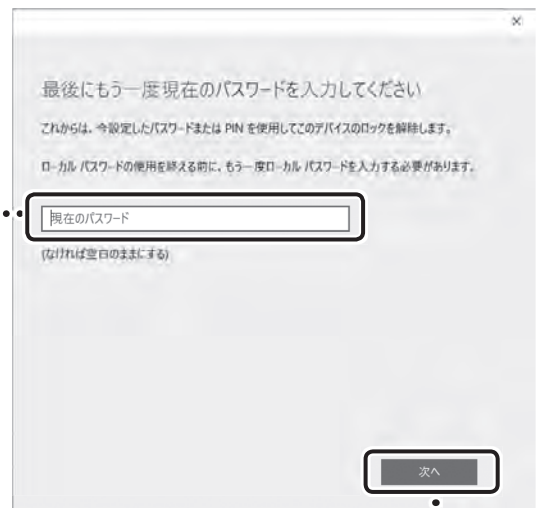 最後にもう一度現在のパスワードを入力してください
これからは、今設定したパスワードまたは PIN を使用してこのデバイスのロックを解除します。
ローカル パスワードの使用を終える前に、もう一度ローカル パスワードを入力する必要があります。
現在のパスワード
(なければ空白のままにする)
次へ